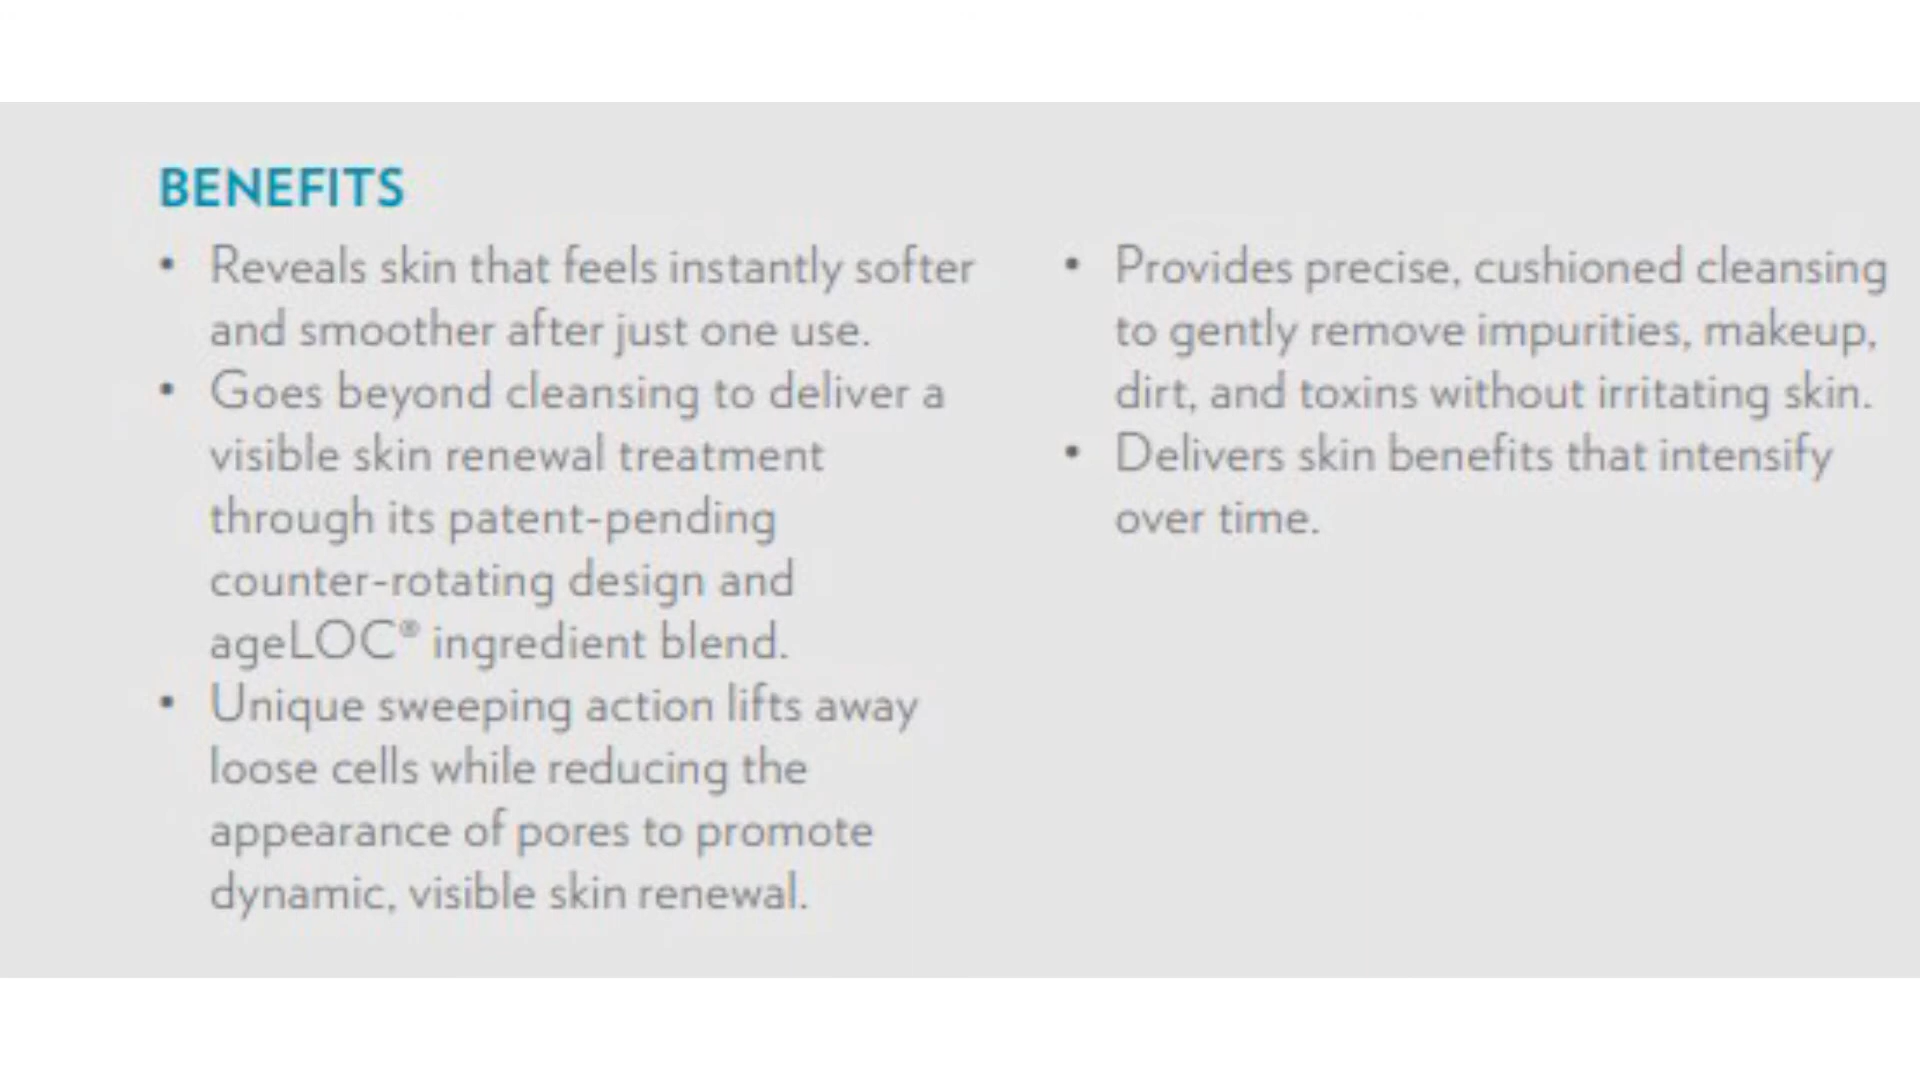 BENEFITS
• Reveals skin that feels instantly softer
and smoother after just one use.
• Goes beyond cleansing to deliver a
visible skin renewal treatment
through its patent-pending
counter-rotating design and
ageLOC® ingredient blend.
• Unique sweeping action lifts away
loose cells while reducing the
appearance of pores to promote
dynamic, visible skin renewal.
• Provides precise, cushioned cleansing
to gently remove impurities, makeup,
dirt, and toxins without irritating skin.
• Delivers skin benefits that intensify
over time.